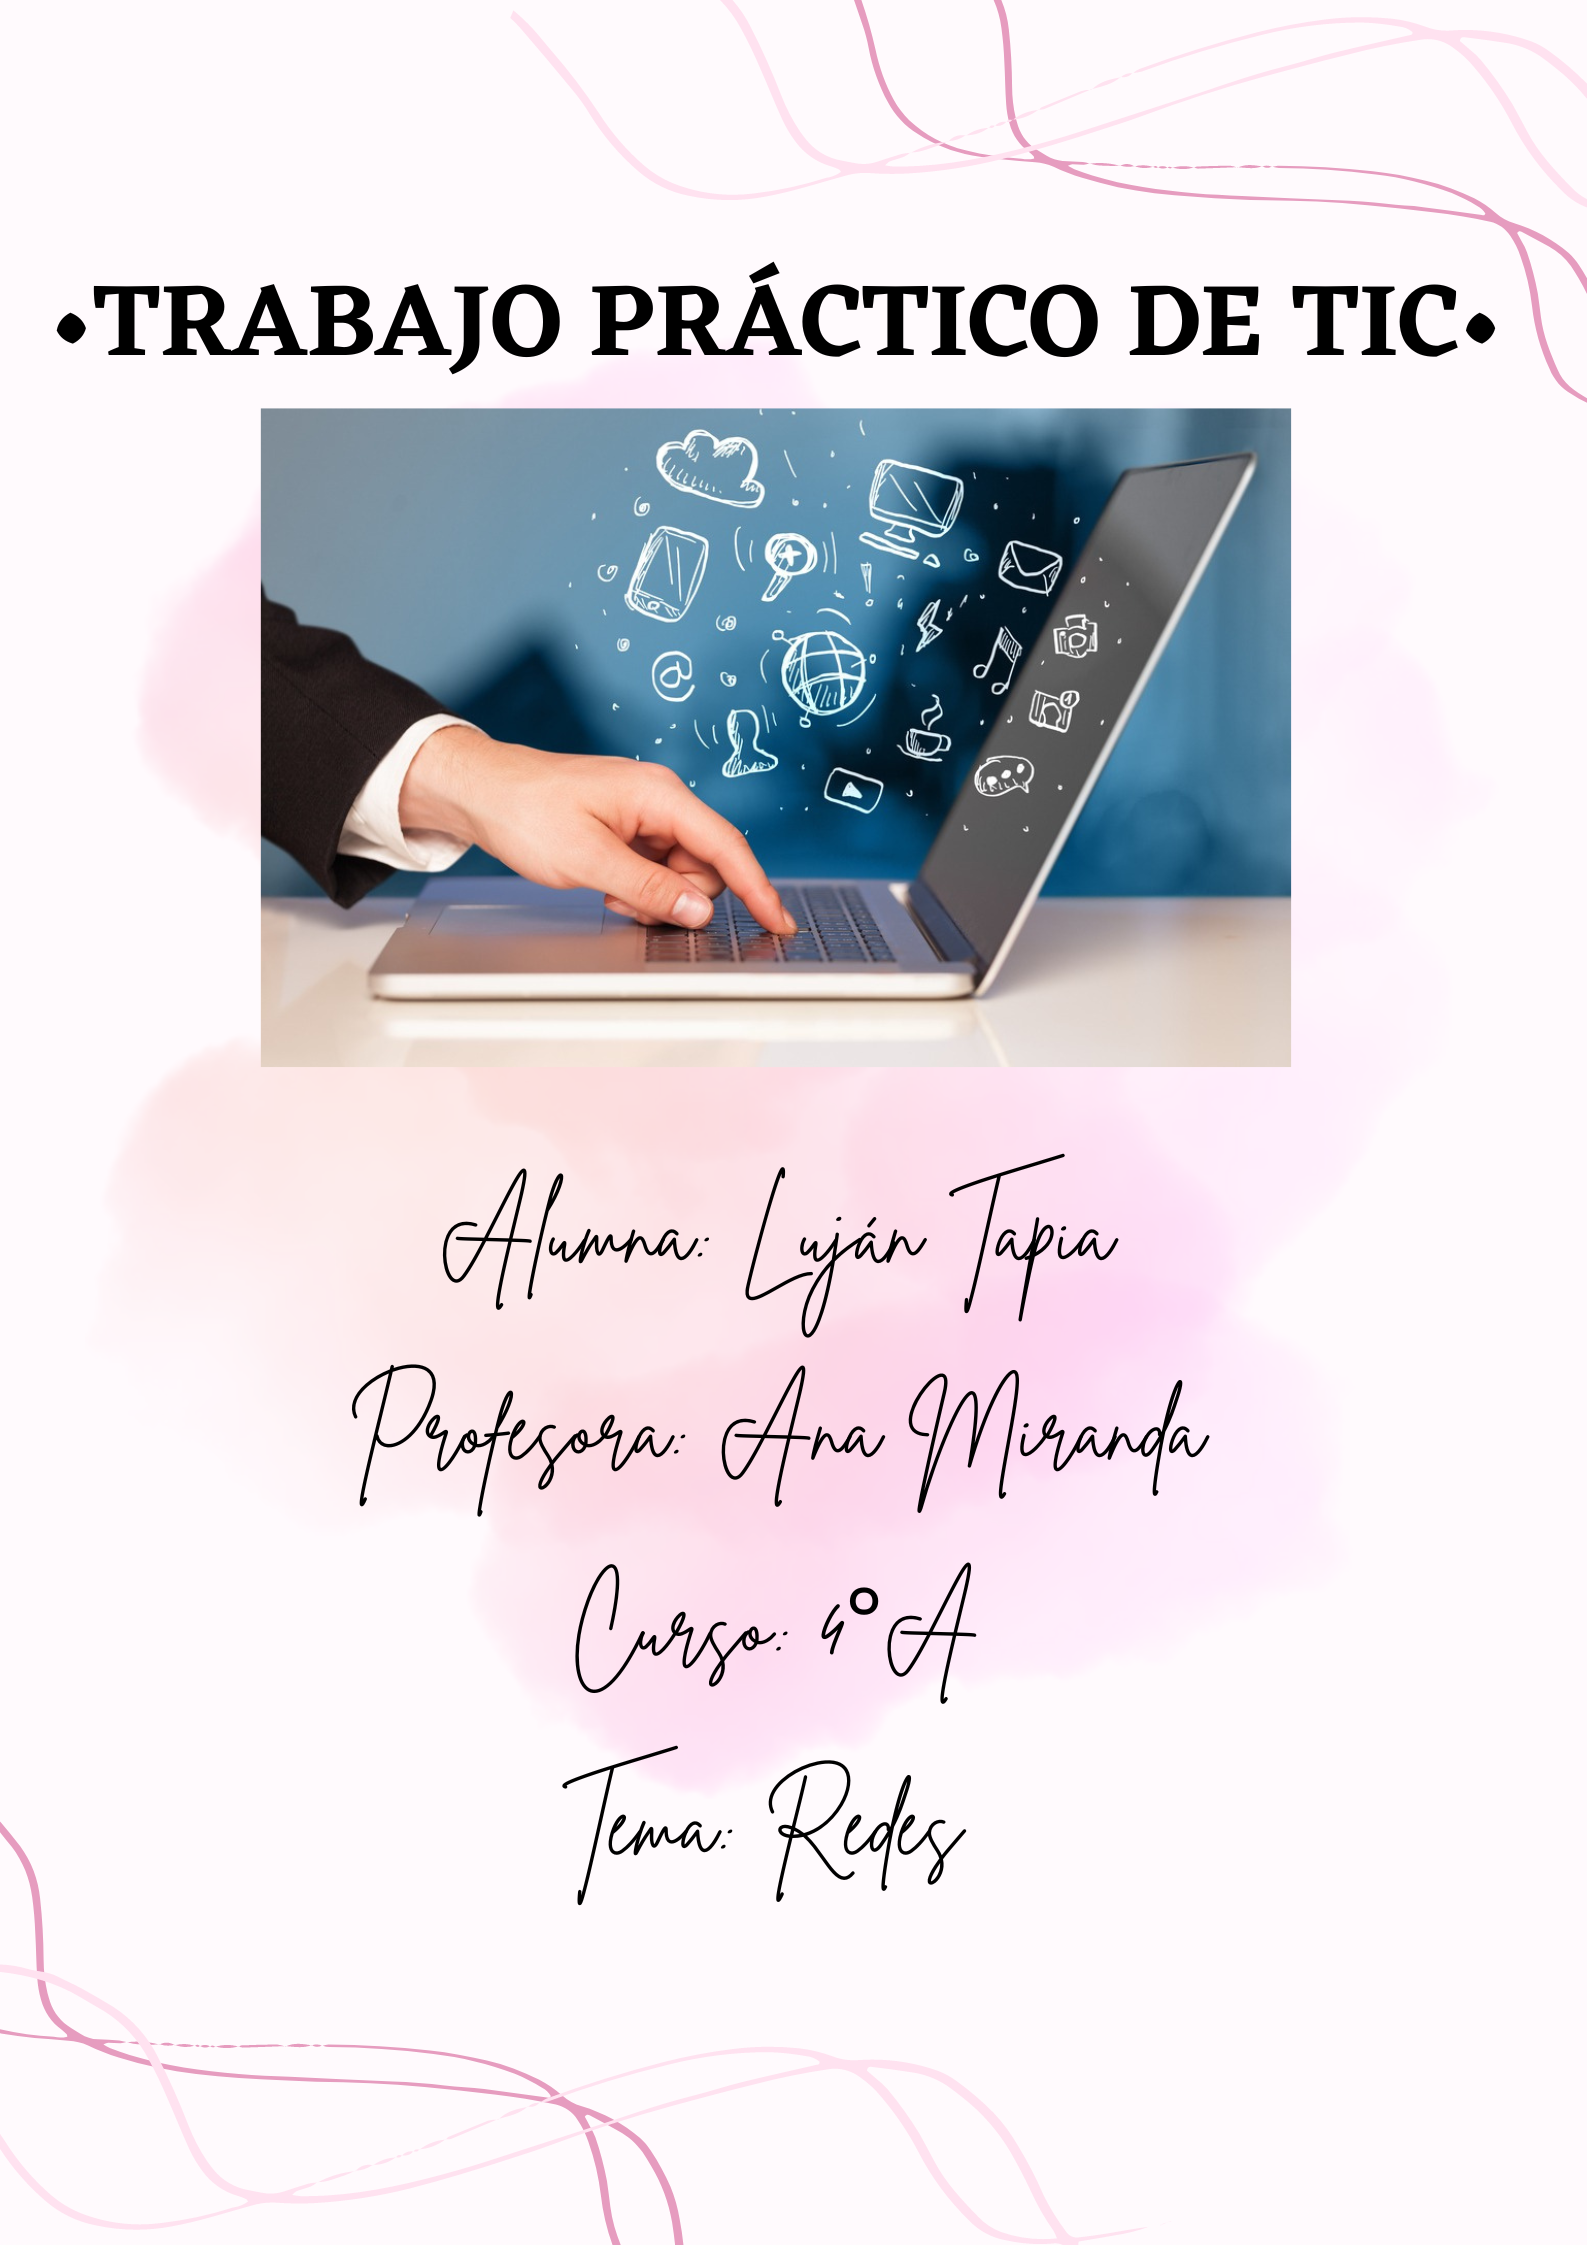 •TRABAJO PRÁCTICO DE TIC•
Alumna: Luján Tapia
Profesora: Ana Miranda
Curso: 4°A
Tema: Redes